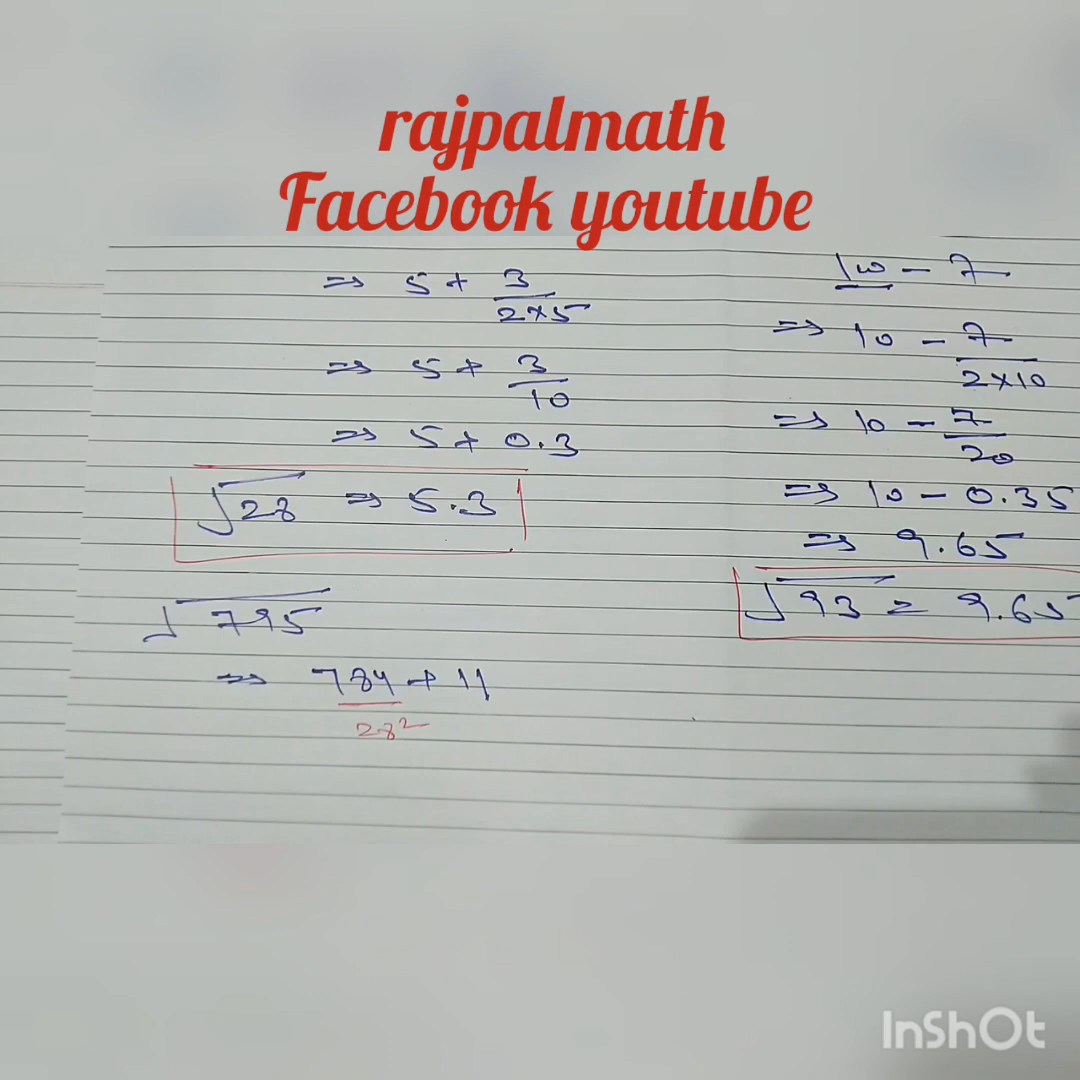 rajpalmath
Facebook youtube
⇒ 5 + 3/2×5
⇒ 5 + 3/10
⇒ 5 + 0.3
√28 ⇒ 5.3
√795
⇒ 784 + 11
28²
100 - 7
⇒ 10 - 7/2×10
⇒ 10 - 7/20
⇒ 10 - 0.35
⇒ 9.65
√93 = 9.65
InShOt